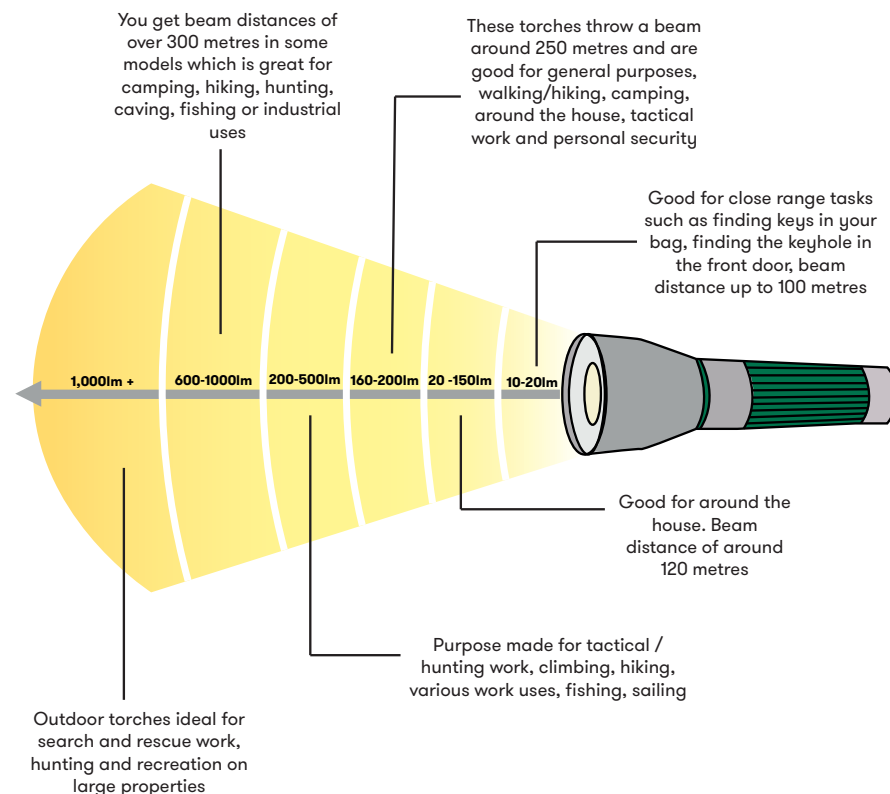 You get beam distances of
over 300 metres in some
models which is great for
camping, hiking, hunting,
caving, fishing or industrial
uses
These torches throw a beam
around 250 metres and are
good for general purposes,
walking/hiking, camping,
around the house, tactical
work and personal security
Good for close range tasks
such as finding keys in your
bag, finding the keyhole in
the front door, beam
distance up to 100 metres
1,000lm +
600-1000lm
200-500lm
160-200lm
20 -150lm
10-20lm
Good for around the
house. Beam
distance of around
120 metres
Purpose made for tactical /
hunting work, climbing, hiking,
various work uses, fishing, sailing
Outdoor torches ideal for
search and rescue work,
hunting and recreation on
large properties